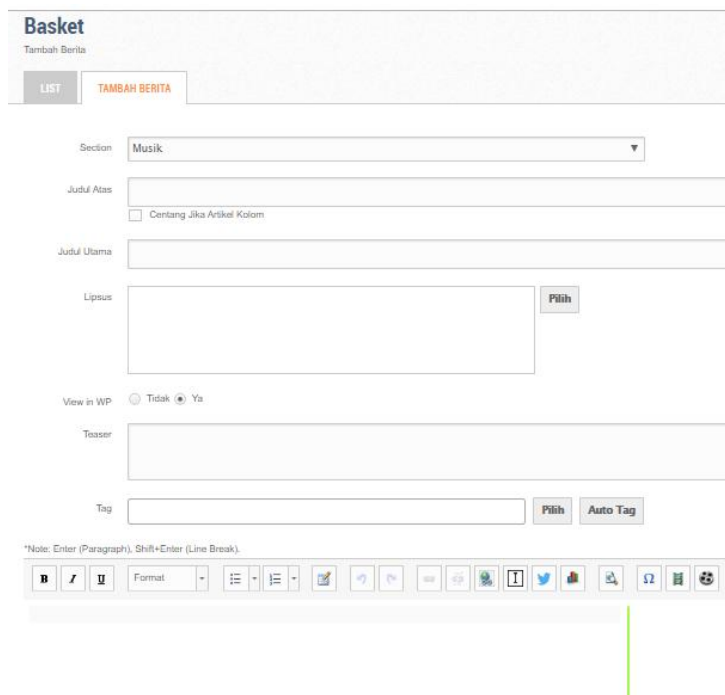 Basket
Tambah Berita
LIST TAMBAH BERITA
Section Musik
Judul Atas
Centang Jika Artikel Kolom
Judul Utama
Lipsus Pilih
View in WP Tidak Ya
Teaser
Tag Pilih Auto Tag
*Note: Enter (Paragraph), Shift+Enter (Line Break).
B I U Format Ω